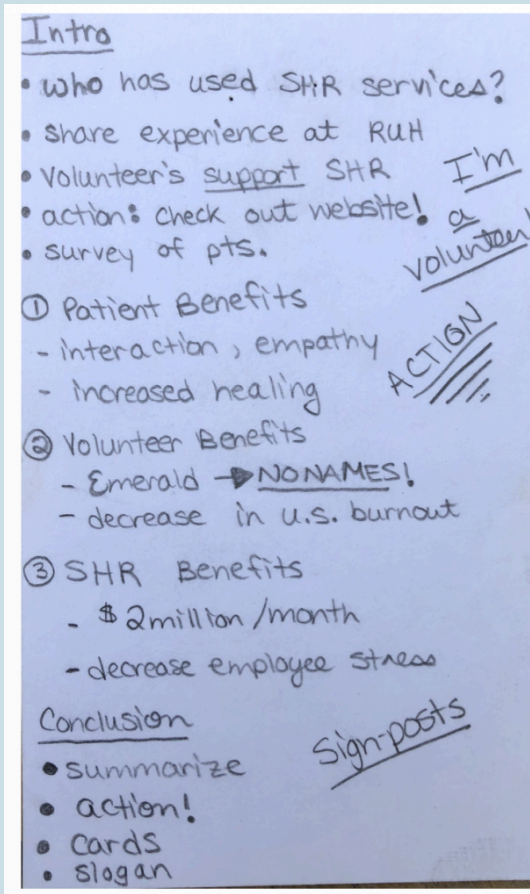 Intro
• who has used SHR services?
• share experience at RUH
• Volunteer's support SHR
• action: check out website!
• survey of pts.
I'm
a
volunteer!
① Patient Benefits
- interaction, empathy
- increased healing
ACTION
② Volunteer Benefits
- Emerald → NO NAMES!
- decrease in u.s. burnout
③ SHR Benefits
- $2million/month
- decrease employee stress
Conclusion
• summarize
• action!
• cards
• slogan
Sign-posts